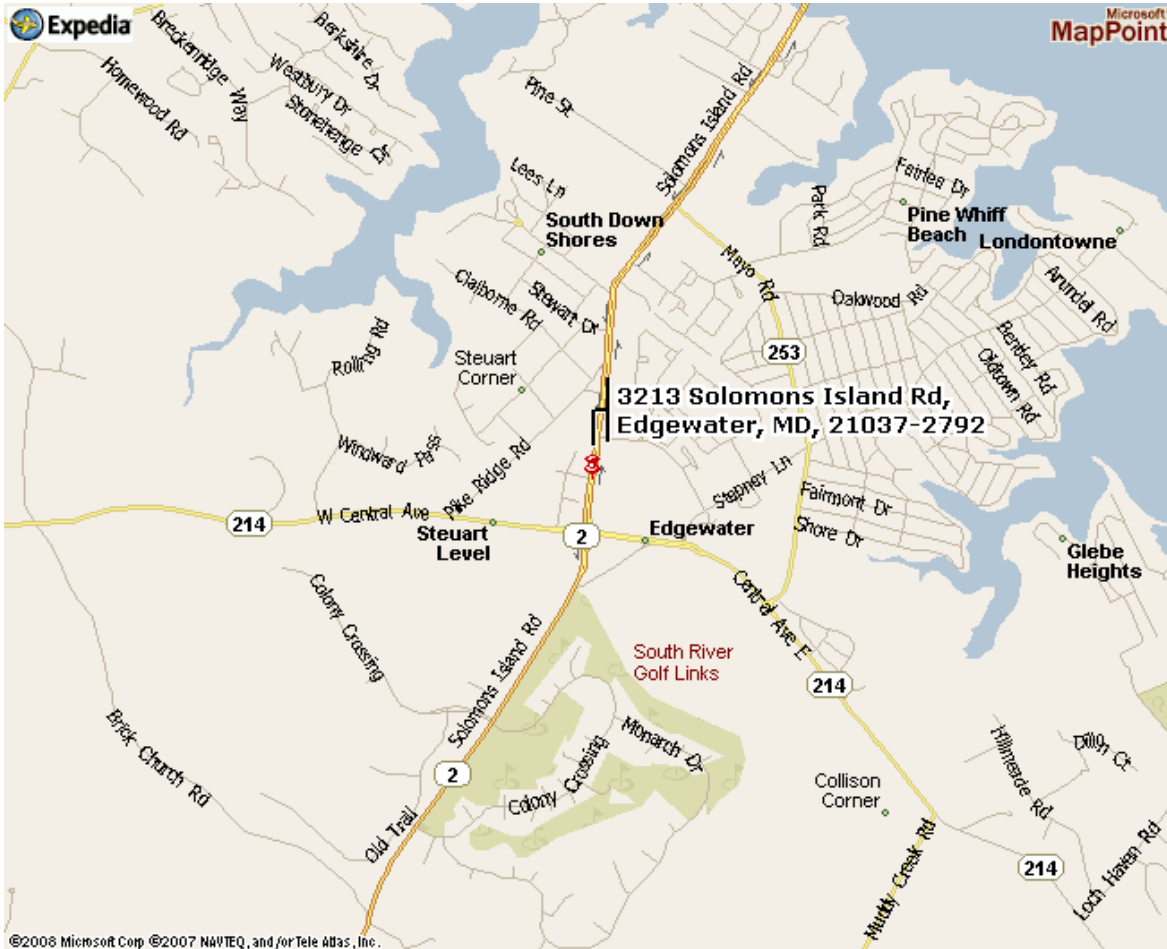 Expedia
Microsoft
MapPoint
Breckenridge Way
Berkshire Dr
Westbury Dr
Homewood Rd
Stonehenge Dr
Pine St
Solomons Island Rd
Lees Ln
South Down
Shores
Park Rd
Fairlea Dr
Pine Whiff
Beach
Londontowne
Mayo Rd
Arundel Rd
Claiborne Rd
Stewart Dr
Oakwood Rd
Rolling Rd
Steuart
Corner
253
Bentley Rd
Oldtown Rd
3213 Solomons Island Rd,
Edgewater, MD, 21037-2792
Windward Pass
Pike Ridge Rd
Stepney Ln
Fairmont Dr
Shore Dr
214
W Central Ave
Steuart
Level
2
Edgewater
Glebe
Heights
Colony Crossing
Central Ave E
Solomons Island Rd
South River
Golf Links
214
Brick Church Rd
Monarch Dr
Hillmeade Rd
Dillon Ct
2
Colony Crossing
Collison
Corner
Old Trail
Muddy Creek Rd
214
Loch Haven Rd
©2008 Microsoft Corp ©2007 NAVTEQ, and/or Tele Atlas, Inc.